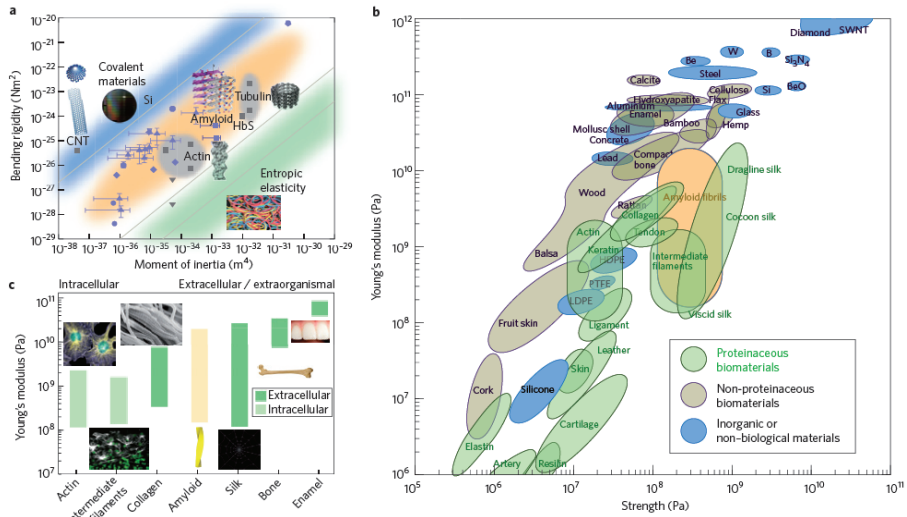 a
Bending rigidity (Nm²)
10⁻²⁰
10⁻²¹
10⁻²²
10⁻²³
10⁻²⁴
10⁻²⁵
10⁻²⁶
10⁻²⁷
10⁻²⁸
10⁻²⁹
Covalent
materials
Si
CNT
Amyloid
Tubulin
HbS
Actin
Entropic
elasticity
10⁻³⁸ 10⁻³⁷ 10⁻³⁶ 10⁻³⁵ 10⁻³⁴ 10⁻³³ 10⁻³² 10⁻³¹ 10⁻³⁰ 10⁻²⁹
Moment of inertia (m⁴)
b
Young's modulus (Pa)
10¹²
10¹¹
10¹⁰
10⁹
10⁸
10⁷
10⁶
Diamond SWNT
Be
W
B
Si₃N₄
Steel
Calcite
Cellulose
Si
BeO
Hydroxyapatite
Flax
Aluminium
Enamel
Glass
Bamboo
Hemp
Mollusc shell
Concrete
Lead
Compact
bone
Wood
Dragline silk
Amyloid fibrils
Rattan
Collagen
Cocoon silk
Actin
Tendon
Balsa
Keratin
HDPE
Intermediate
filaments
PTFE
LDPE
Viscid silk
Fruit skin
Ligament
Leather
Skin
Cork
Silicone
Cartilage
Elastin
Artery
Resilin
Proteinaceous
biomaterials
Non-proteinaceous
biomaterials
Inorganic or
non-biological materials
10⁵ 10⁶ 10⁷ 10⁸ 10⁹ 10¹⁰ 10¹¹
Strength (Pa)
c
Intracellular
Extracellular / extraorganismal
Young's modulus (Pa)
10¹¹
10¹⁰
10⁹
10⁸
10⁷
Extracellular
Intracellular
Actin
Intermediate
filaments
Collagen
Amyloid
Silk
Bone
Enamel